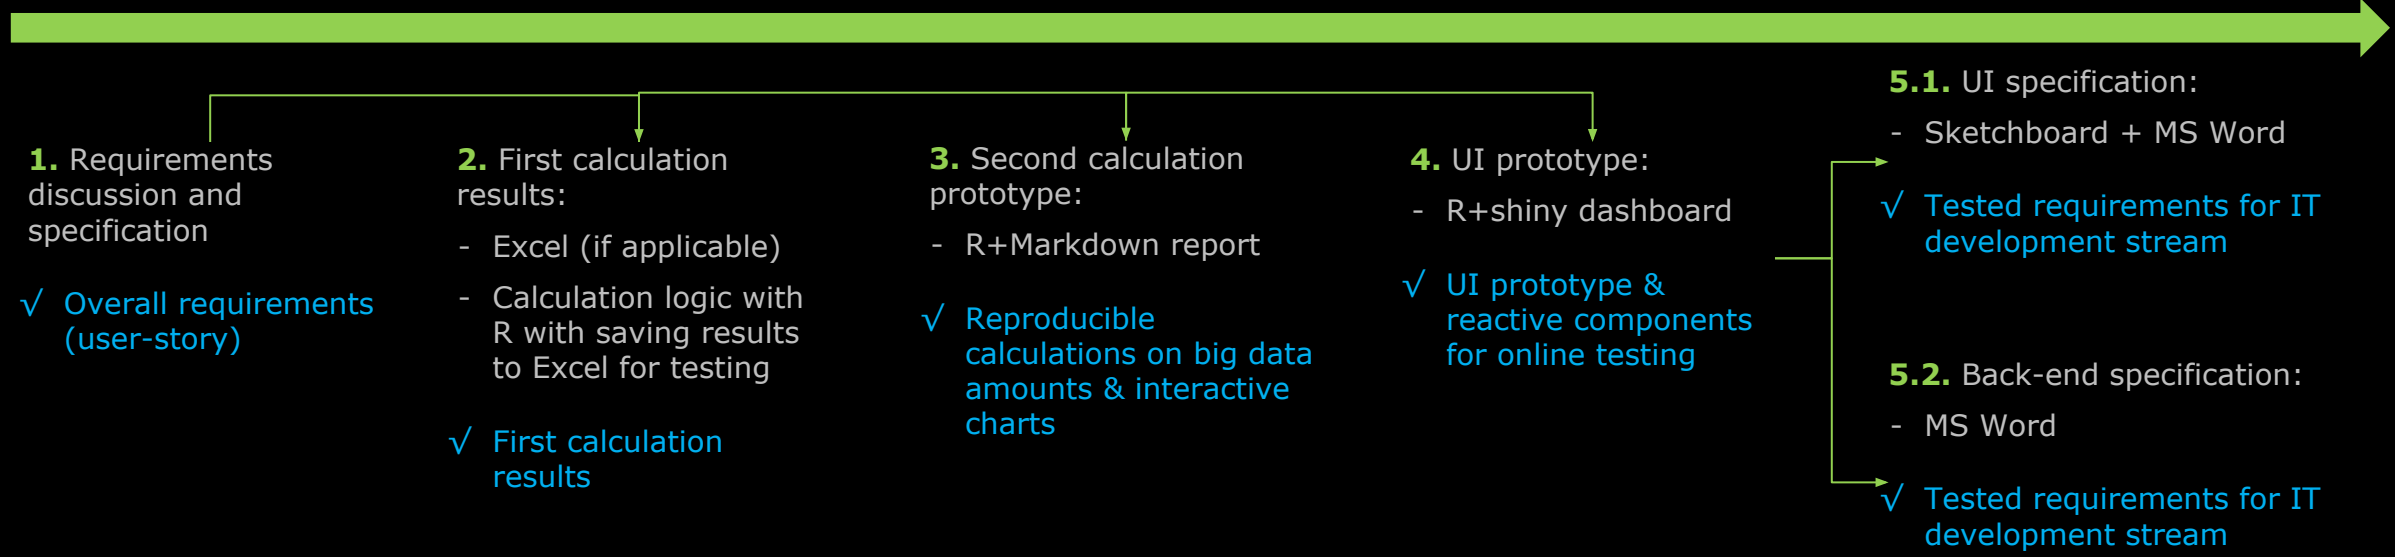 1. Requirements
discussion and
specification
√ Overall requirements
(user-story)
2. First calculation
results:
- Excel (if applicable)
- Calculation logic with
R with saving results
to Excel for testing
√ First calculation
results
3. Second calculation
prototype:
- R+Markdown report
√ Reproducible
calculations on big data
amounts & interactive
charts
4. UI prototype:
- R+shiny dashboard
√ UI prototype &
reactive components
for online testing
5.1. UI specification:
- Sketchboard + MS Word
√ Tested requirements for IT
development stream
5.2. Back-end specification:
- MS Word
√ Tested requirements for IT
development stream